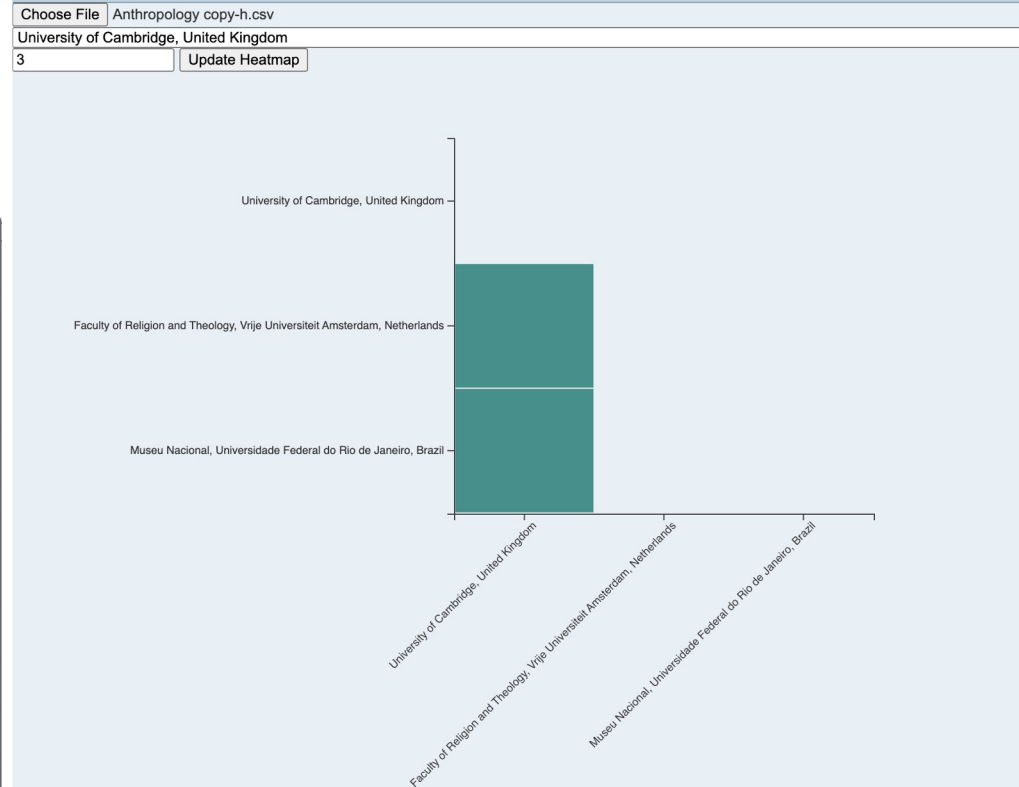 Choose File Anthropology copy-h.csv
University of Cambridge, United Kingdom
3 Update Heatmap
University of Cambridge, United Kingdom
Faculty of Religion and Theology, Vrije Universiteit Amsterdam, Netherlands
Museu Nacional, Universidade Federal do Rio de Janeiro, Brazil
University of Cambridge, United Kingdom
Faculty of Religion and Theology, Vrije Universiteit Amsterdam, Netherlands
Museu Nacional, Universidade Federal do Rio de Janeiro, Brazil